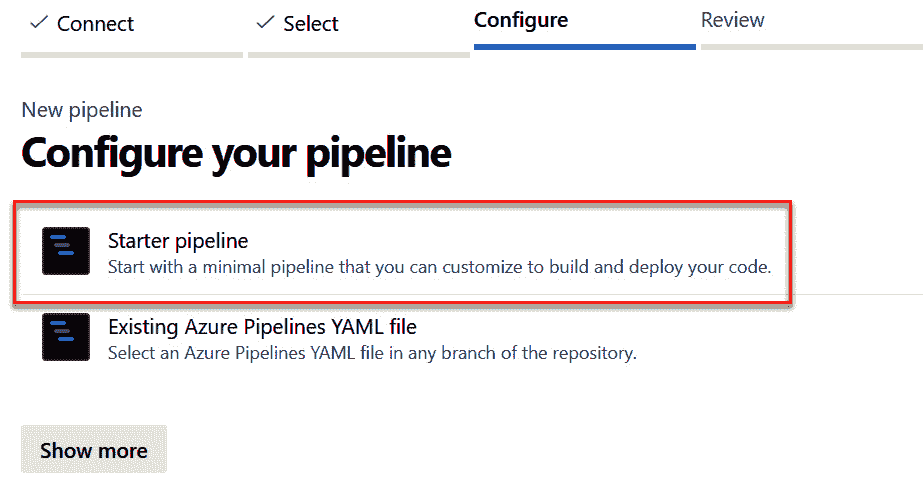 Connect
Select
Configure
Review
New pipeline
Configure your pipeline
Starter pipeline
Start with a minimal pipeline that you can customize to build and deploy your code.
Existing Azure Pipelines YAML file
Select an Azure Pipelines YAML file in any branch of the repository.
Show more